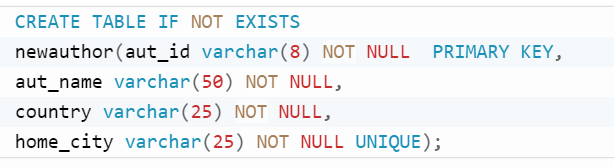 CREATE TABLE IF NOT EXISTS
newauthor(aut_id varchar(8) NOT NULL  PRIMARY KEY,
aut_name varchar(50) NOT NULL,
country varchar(25) NOT NULL,
home_city varchar(25) NOT NULL UNIQUE);